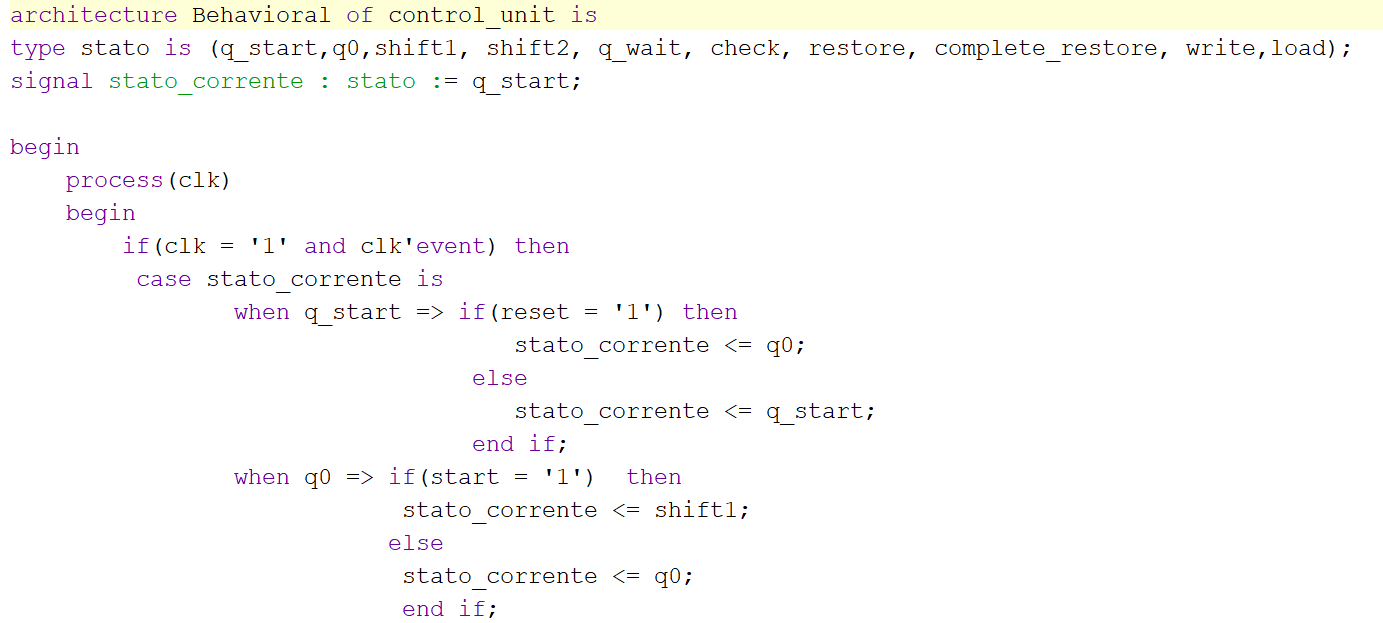 architecture Behavioral of control_unit is
type stato is (q_start,q0,shift1, shift2, q_wait, check, restore, complete_restore, write,load);
signal stato_corrente : stato := q_start;
begin
process(clk)
begin
if(clk = '1' and clk'event) then
case stato_corrente is
when q_start => if(reset = '1') then
stato_corrente <= q0;
else
stato_corrente <= q_start;
end if;
when q0 => if(start = '1')  then
stato_corrente <= shift1;
else
stato_corrente <= q0;
end if;